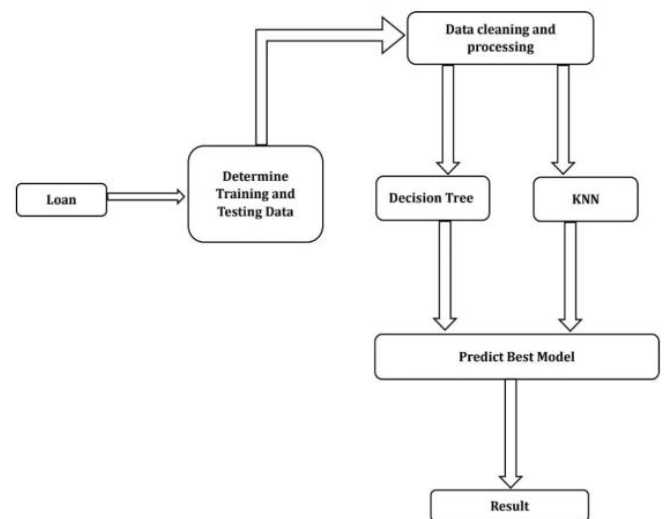 Data cleaning and
processing
Determine
Training and
Testing Data
Loan
Decision Tree
KNN
Predict Best Model
Result